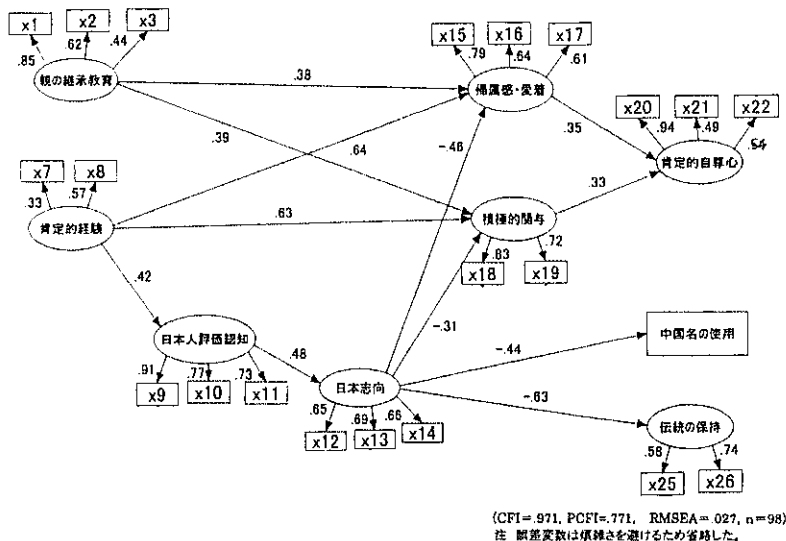 x1 x2 x3
.85 .62 .44
親の継承教育
x15 x16 x17
.79 .64 .61
帰属感・愛着
x20 x21 x22
.94 .49 .54
肯定的自尊心
.38
.39
.64
-.46
.35
.33
x7 x8
.33 .57
肯定的経験
.63
積極的関与
.83 .72
x18 x19
.42
-.31
日本人評価認知
.91 .77 .73
x9 x10 x11
.48
日本志向
.65 .69 .66
x12 x13 x14
-.44
中国名の使用
-.63
伝統の保持
.58 .74
x25 x26
(CFI=.971, PCFI=.771, RMSEA=.027, n=98)
注 誤差変数は煩雑さを避けるため省略した。